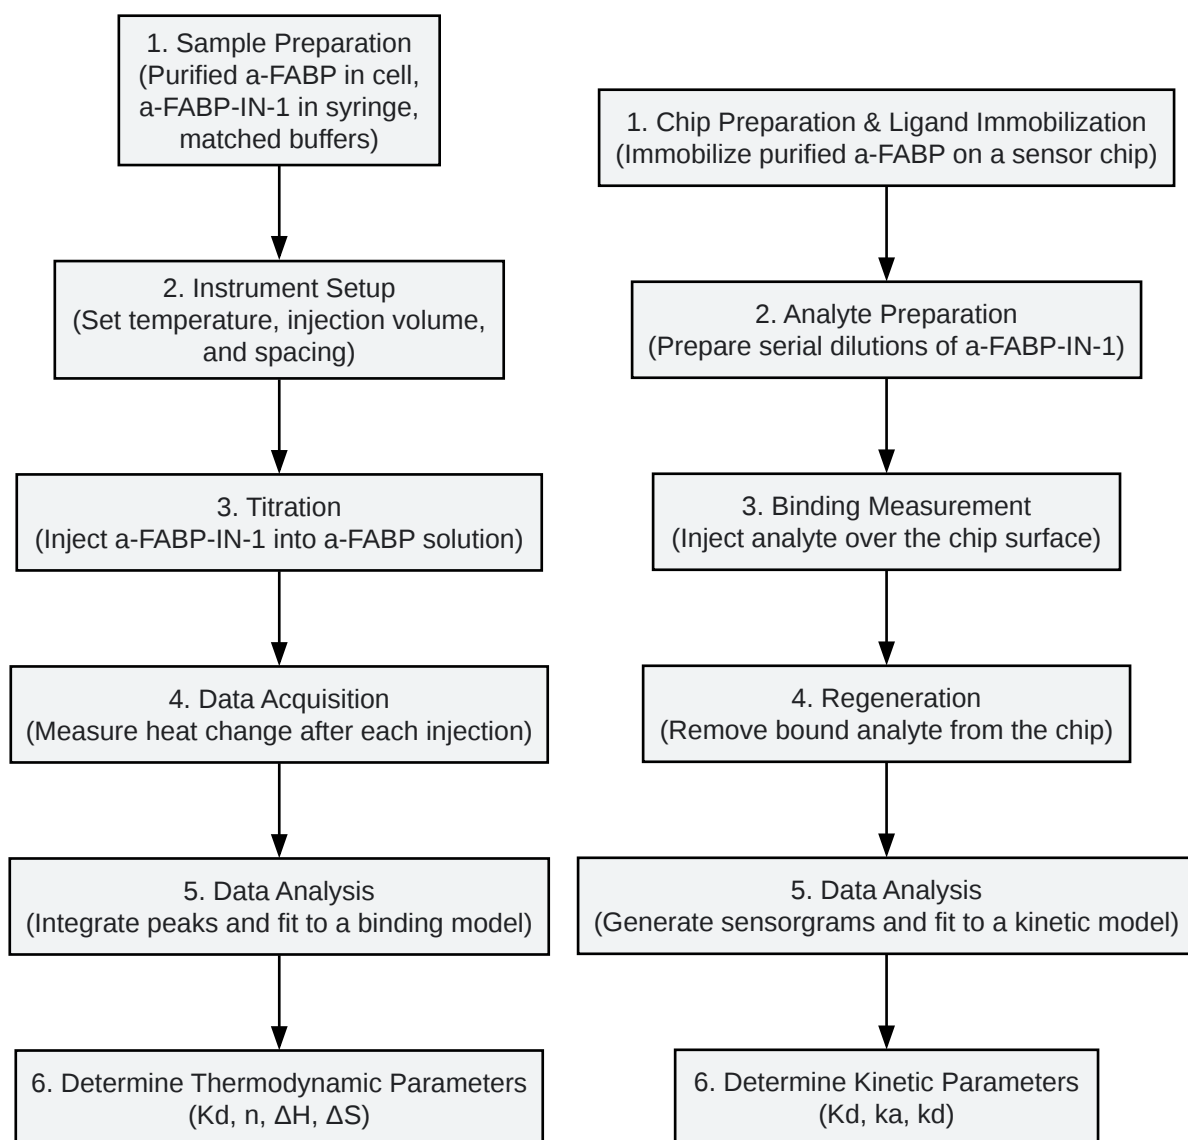 1. Sample Preparation
(Purified a-FABP in cell,
a-FABP-IN-1 in syringe,
matched buffers)
2. Instrument Setup
(Set temperature, injection volume,
and spacing)
3. Titration
(Inject a-FABP-IN-1 into a-FABP solution)
4. Data Acquisition
(Measure heat change after each injection)
5. Data Analysis
(Integrate peaks and fit to a binding model)
6. Determine Thermodynamic Parameters
(Kd, n, ΔH, ΔS)
1. Chip Preparation & Ligand Immobilization
(Immobilize purified a-FABP on a sensor chip)
2. Analyte Preparation
(Prepare serial dilutions of a-FABP-IN-1)
3. Binding Measurement
(Inject analyte over the chip surface)
4. Regeneration
(Remove bound analyte from the chip)
5. Data Analysis
(Generate sensorgrams and fit to a kinetic model)
6. Determine Kinetic Parameters
(Kd, ka, kd)